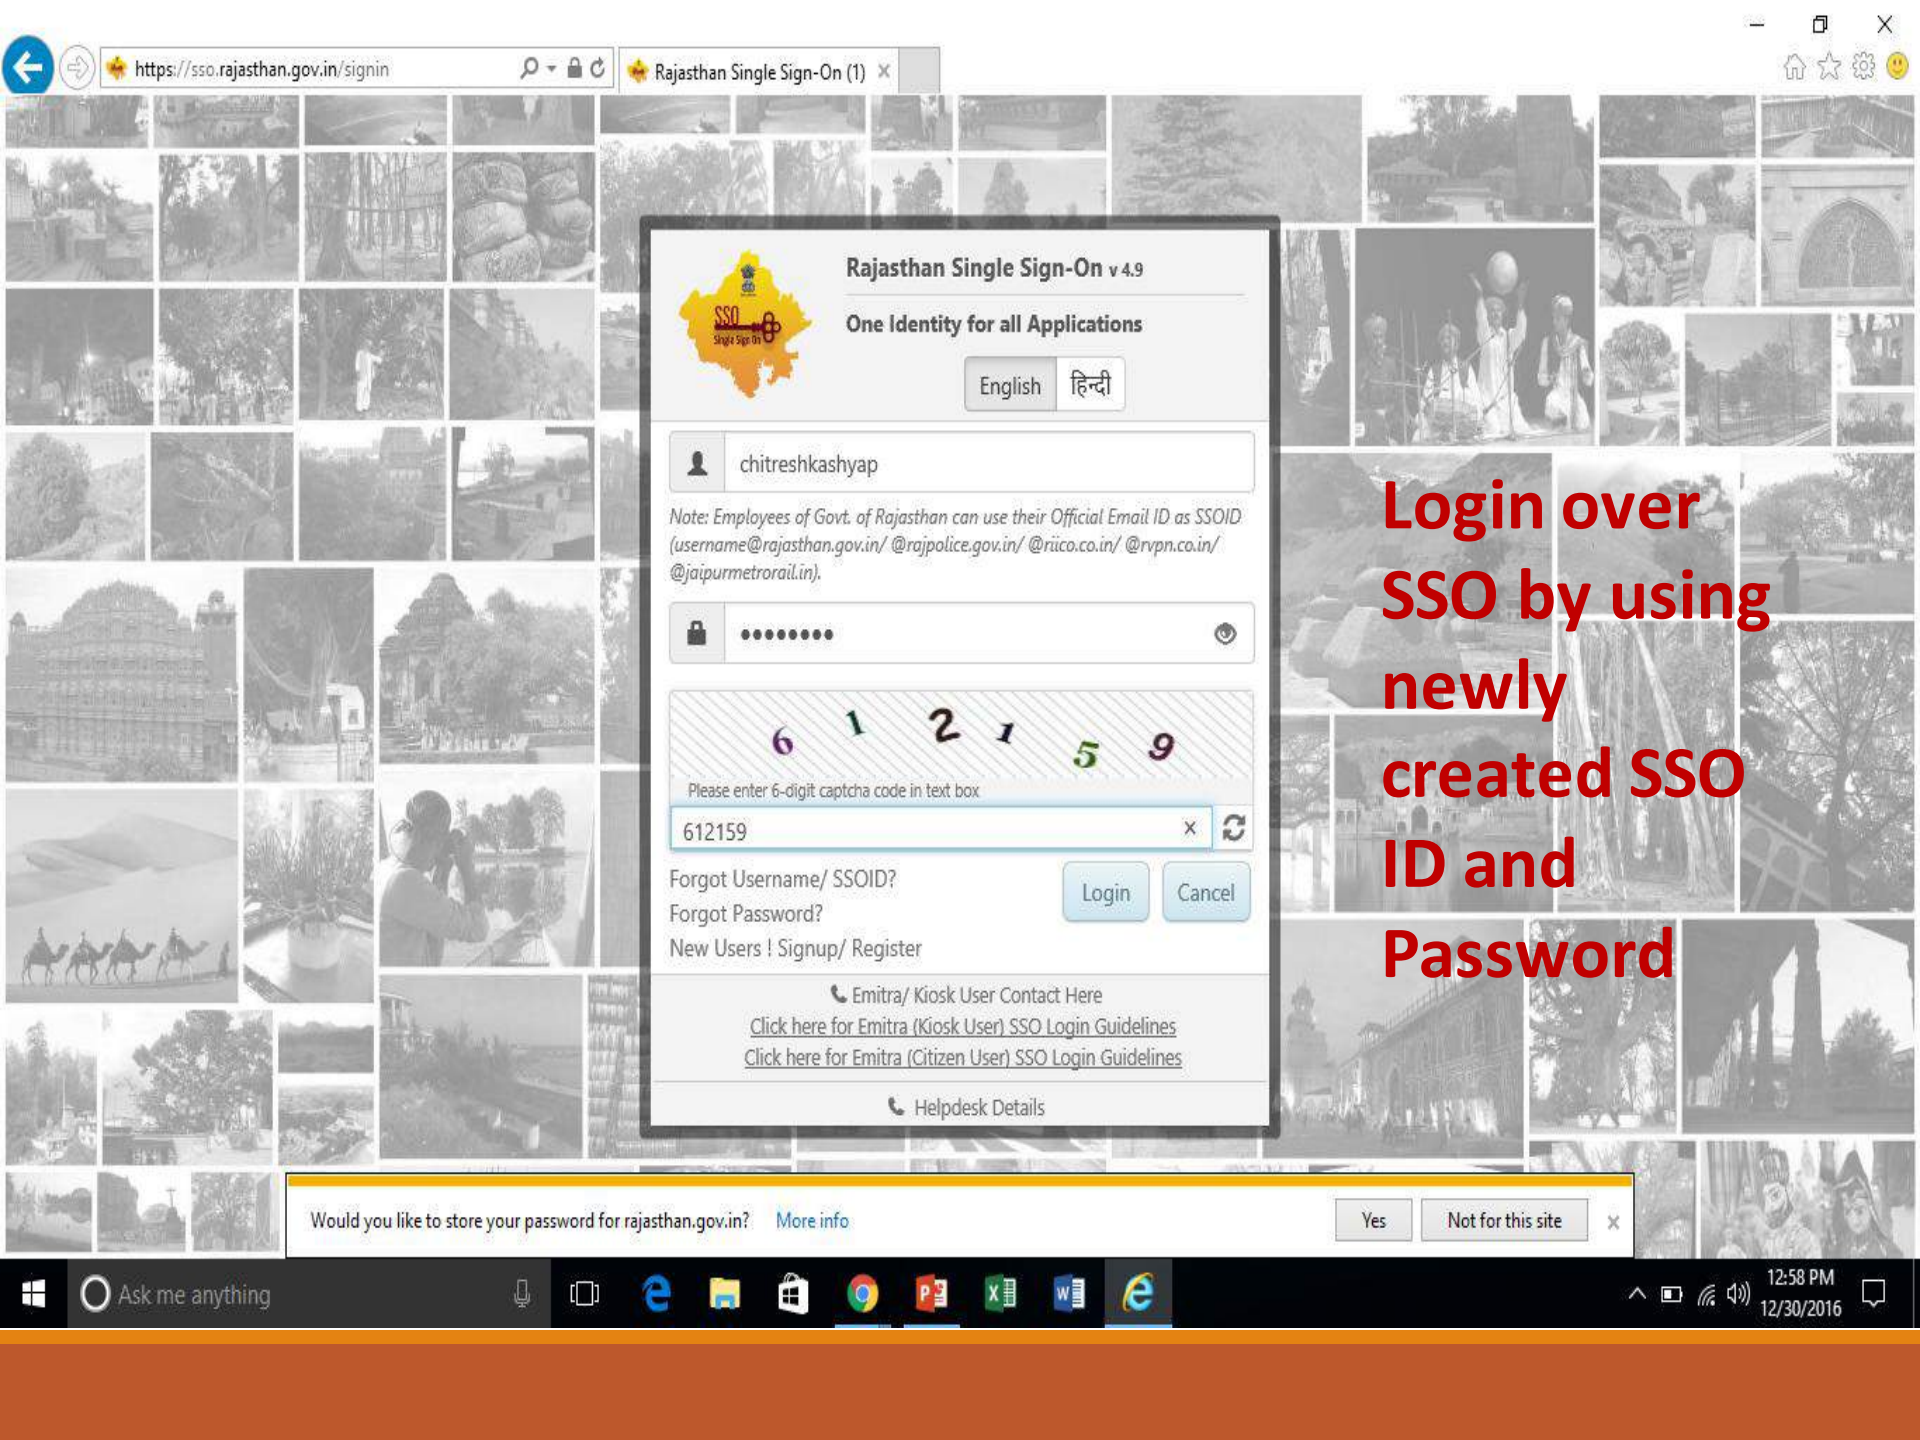 https://sso.rajasthan.gov.in/signin
Rajasthan Single Sign-On (1)
SSO
Single Sign On
Rajasthan Single Sign-On v 4.9
One Identity for all Applications
English हिन्दी
chitreshkashyap
Note: Employees of Govt. of Rajasthan can use their Official Email ID as SSOID
(username@rajasthan.gov.in/ @rajpolice.gov.in/ @riico.co.in/ @rvpn.co.in/
@jaipurmetrorail.in).
6 1 2 1 5 9
Please enter 6-digit captcha code in text box
612159
Forgot Username/ SSOID?
Forgot Password?
New Users ! Signup/ Register
Login Cancel
Emitra/ Kiosk User Contact Here
Click here for Emitra (Kiosk User) SSO Login Guidelines
Click here for Emitra (Citizen User) SSO Login Guidelines
Helpdesk Details
Login over
SSO by using
newly
created SSO
ID and
Password
Would you like to store your password for rajasthan.gov.in? More info Yes Not for this site
Ask me anything
12:58 PM
12/30/2016